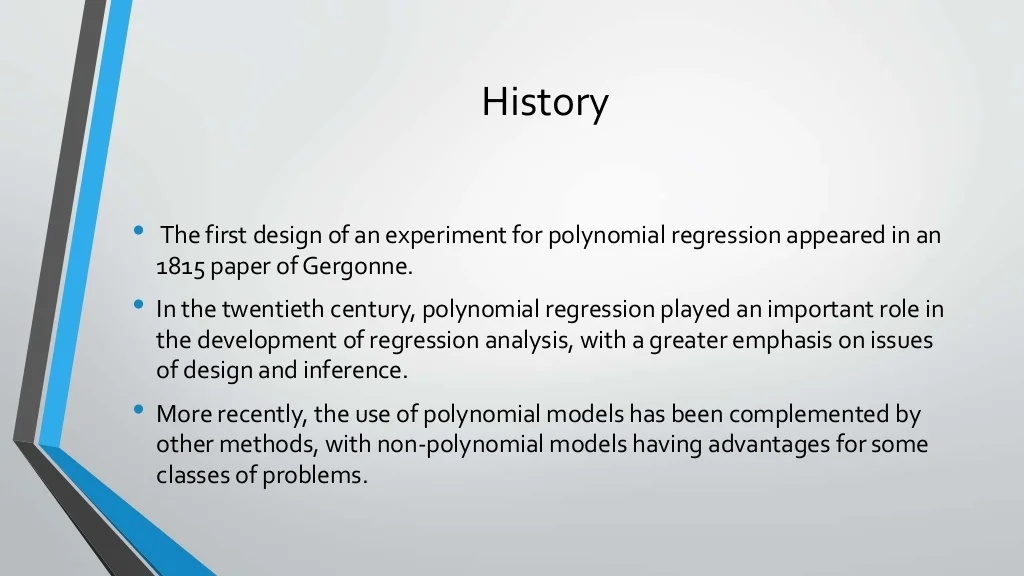 History
• The first design of an experiment for polynomial regression appeared in an
1815 paper of Gergonne.
• In the twentieth century, polynomial regression played an important role in
the development of regression analysis, with a greater emphasis on issues
of design and inference.
• More recently, the use of polynomial models has been complemented by
other methods, with non-polynomial models having advantages for some
classes of problems.